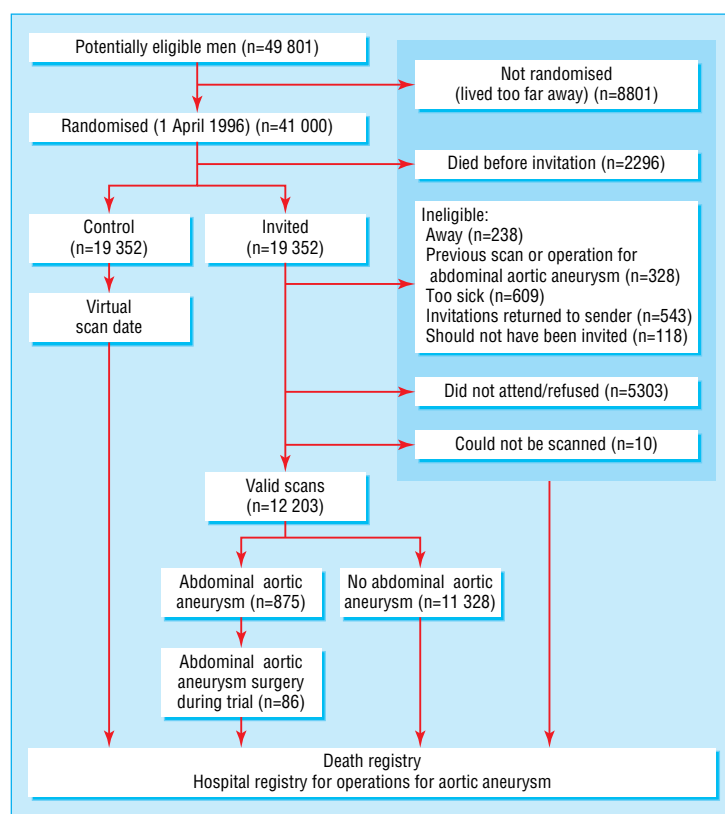 Potentially eligible men (n=49 801)
Not randomised
(lived too far away) (n=8801)
Randomised (1 April 1996) (n=41 000)
Died before invitation (n=2296)
Control
(n=19 352)
Invited
(n=19 352)
Ineligible:
Away (n=238)
Previous scan or operation for
abdominal aortic aneurysm (n=328)
Too sick (n=609)
Invitations returned to sender (n=543)
Should not have been invited (n=118)
Virtual
scan date
Did not attend/refused (n=5303)
Could not be scanned (n=10)
Valid scans
(n=12 203)
Abdominal aortic
aneurysm (n=875)
No abdominal aortic
aneurysm (n=11 328)
Abdominal aortic
aneurysm surgery
during trial (n=86)
Death registry
Hospital registry for operations for aortic aneurysm